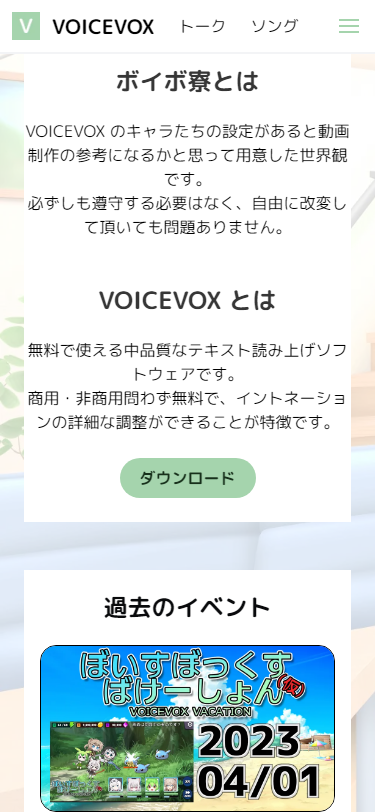 V VOICEVOX トーク ソング
ボイボ寮とは
VOICEVOX のキャラたちの設定があると動画
制作の参考になるかと思って用意した世界観
です。
必ずしも遵守する必要はなく、自由に改変し
て頂いても問題ありません。
VOICEVOX とは
無料で使える中品質なテキスト読み上げソフ
トウェアです。
商用・非商用問わず無料で、イントネーショ
ンの詳細な調整ができることが特徴です。
ダウンロード
過去のイベント
ぼいすぼっくす
ばけーしょん(仮)
VOICEVOX VACATION
2023
04/01